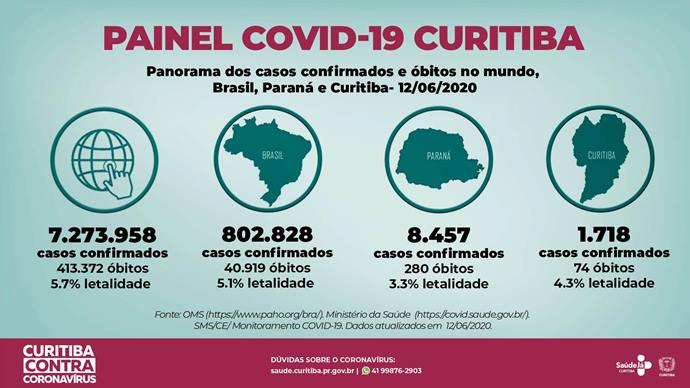 PAINEL COVID-19 CURITIBA
Panorama dos casos confirmados e óbitos no mundo,
Brasil, Paraná e Curitiba- 12/06/2020
BRASIL
PARANÁ
CURITIBA
7.273.958
casos confirmados
413.372 óbitos
5.7% letalidade
802.828
casos confirmados
40.919 óbitos
5.1% letalidade
8.457
casos confirmados
280 óbitos
3.3% letalidade
1.718
casos confirmados
74 óbitos
4.3% letalidade
Fonte: OMS (https://www.paho.org/bra/). Ministério da Saúde (https://covid.saude.gov.br/).
SMS/CE/ Monitoramento COVID-19. Dados atualizados em 12/06/2020.
CURITIBA
CONTRA
CORONAVÍRUS
DÚVIDAS SOBRE O CORONAVÍRUS:
saude.curitiba.pr.gov.br | 41 99876-2903
Saúde Já
CURITIBA
CURITIBA